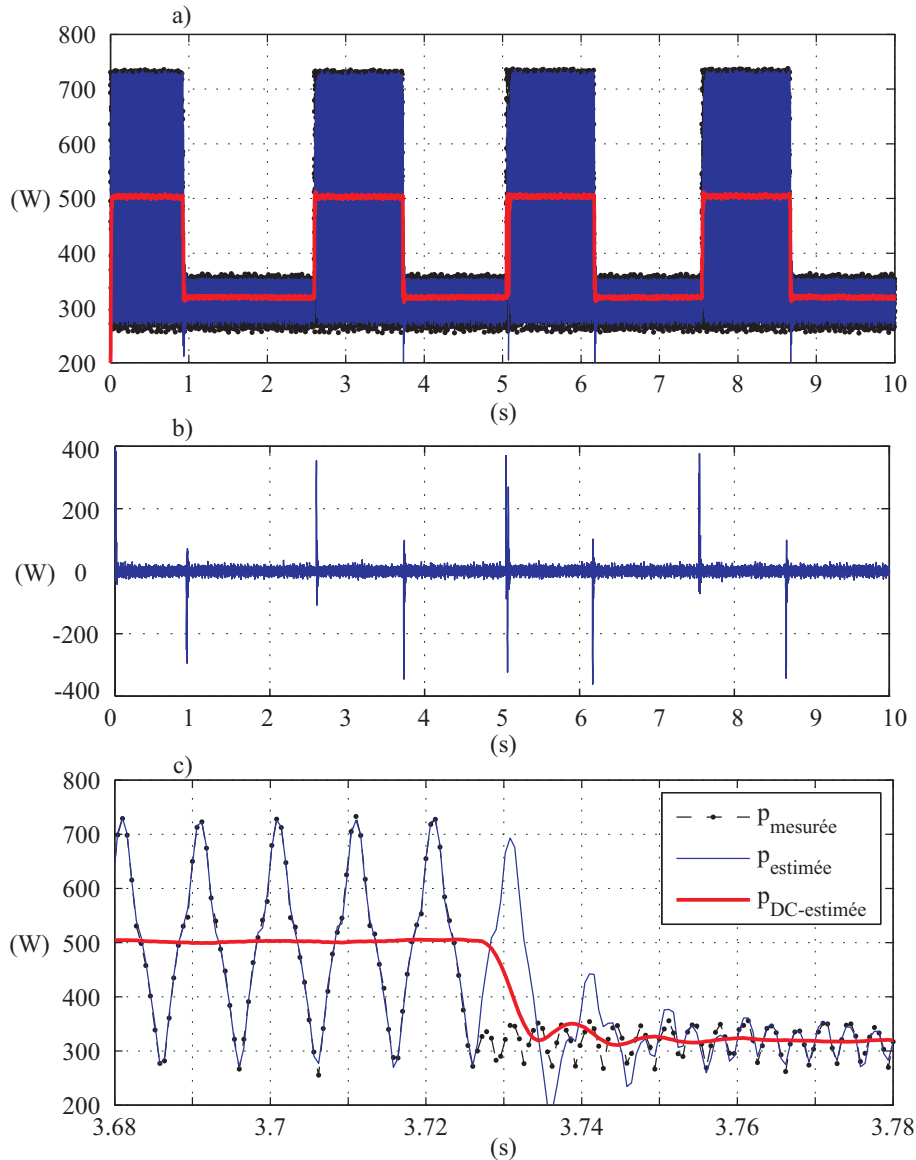 a)
800
700
600
(W) 500
400
300
200
0 1 2 3 4 5 6 7 8 9 10
(s)
b)
400
200
(W) 0
-200
-400
0 1 2 3 4 5 6 7 8 9 10
(s)
c)
800
700
600
(W) 500
400
300
200
p mesurée
p estimée
p DC-estimée
3.68 3.7 3.72 3.74 3.76 3.78
(s)